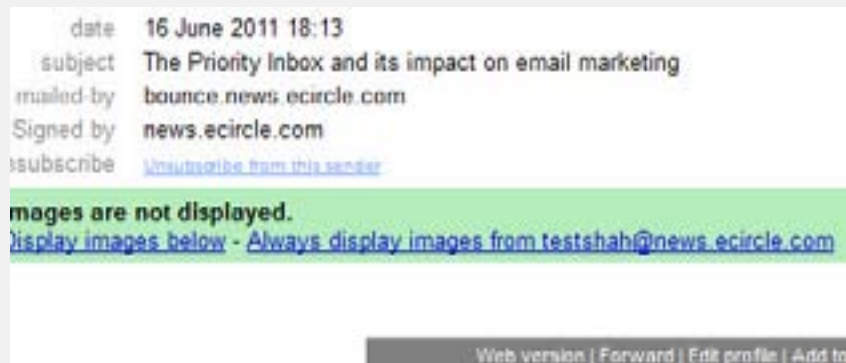 date 16 June 2011 18:13
subject The Priority Inbox and its impact on email marketing
mailed-by bounce.news.ecircle.com
Signed by news.ecircle.com
nsubscribe Unsubscribe from this sender
mages are not displayed.
Display images below - Always display images from testshah@news.ecircle.com
Web version | Forward | Edit profile | Add to